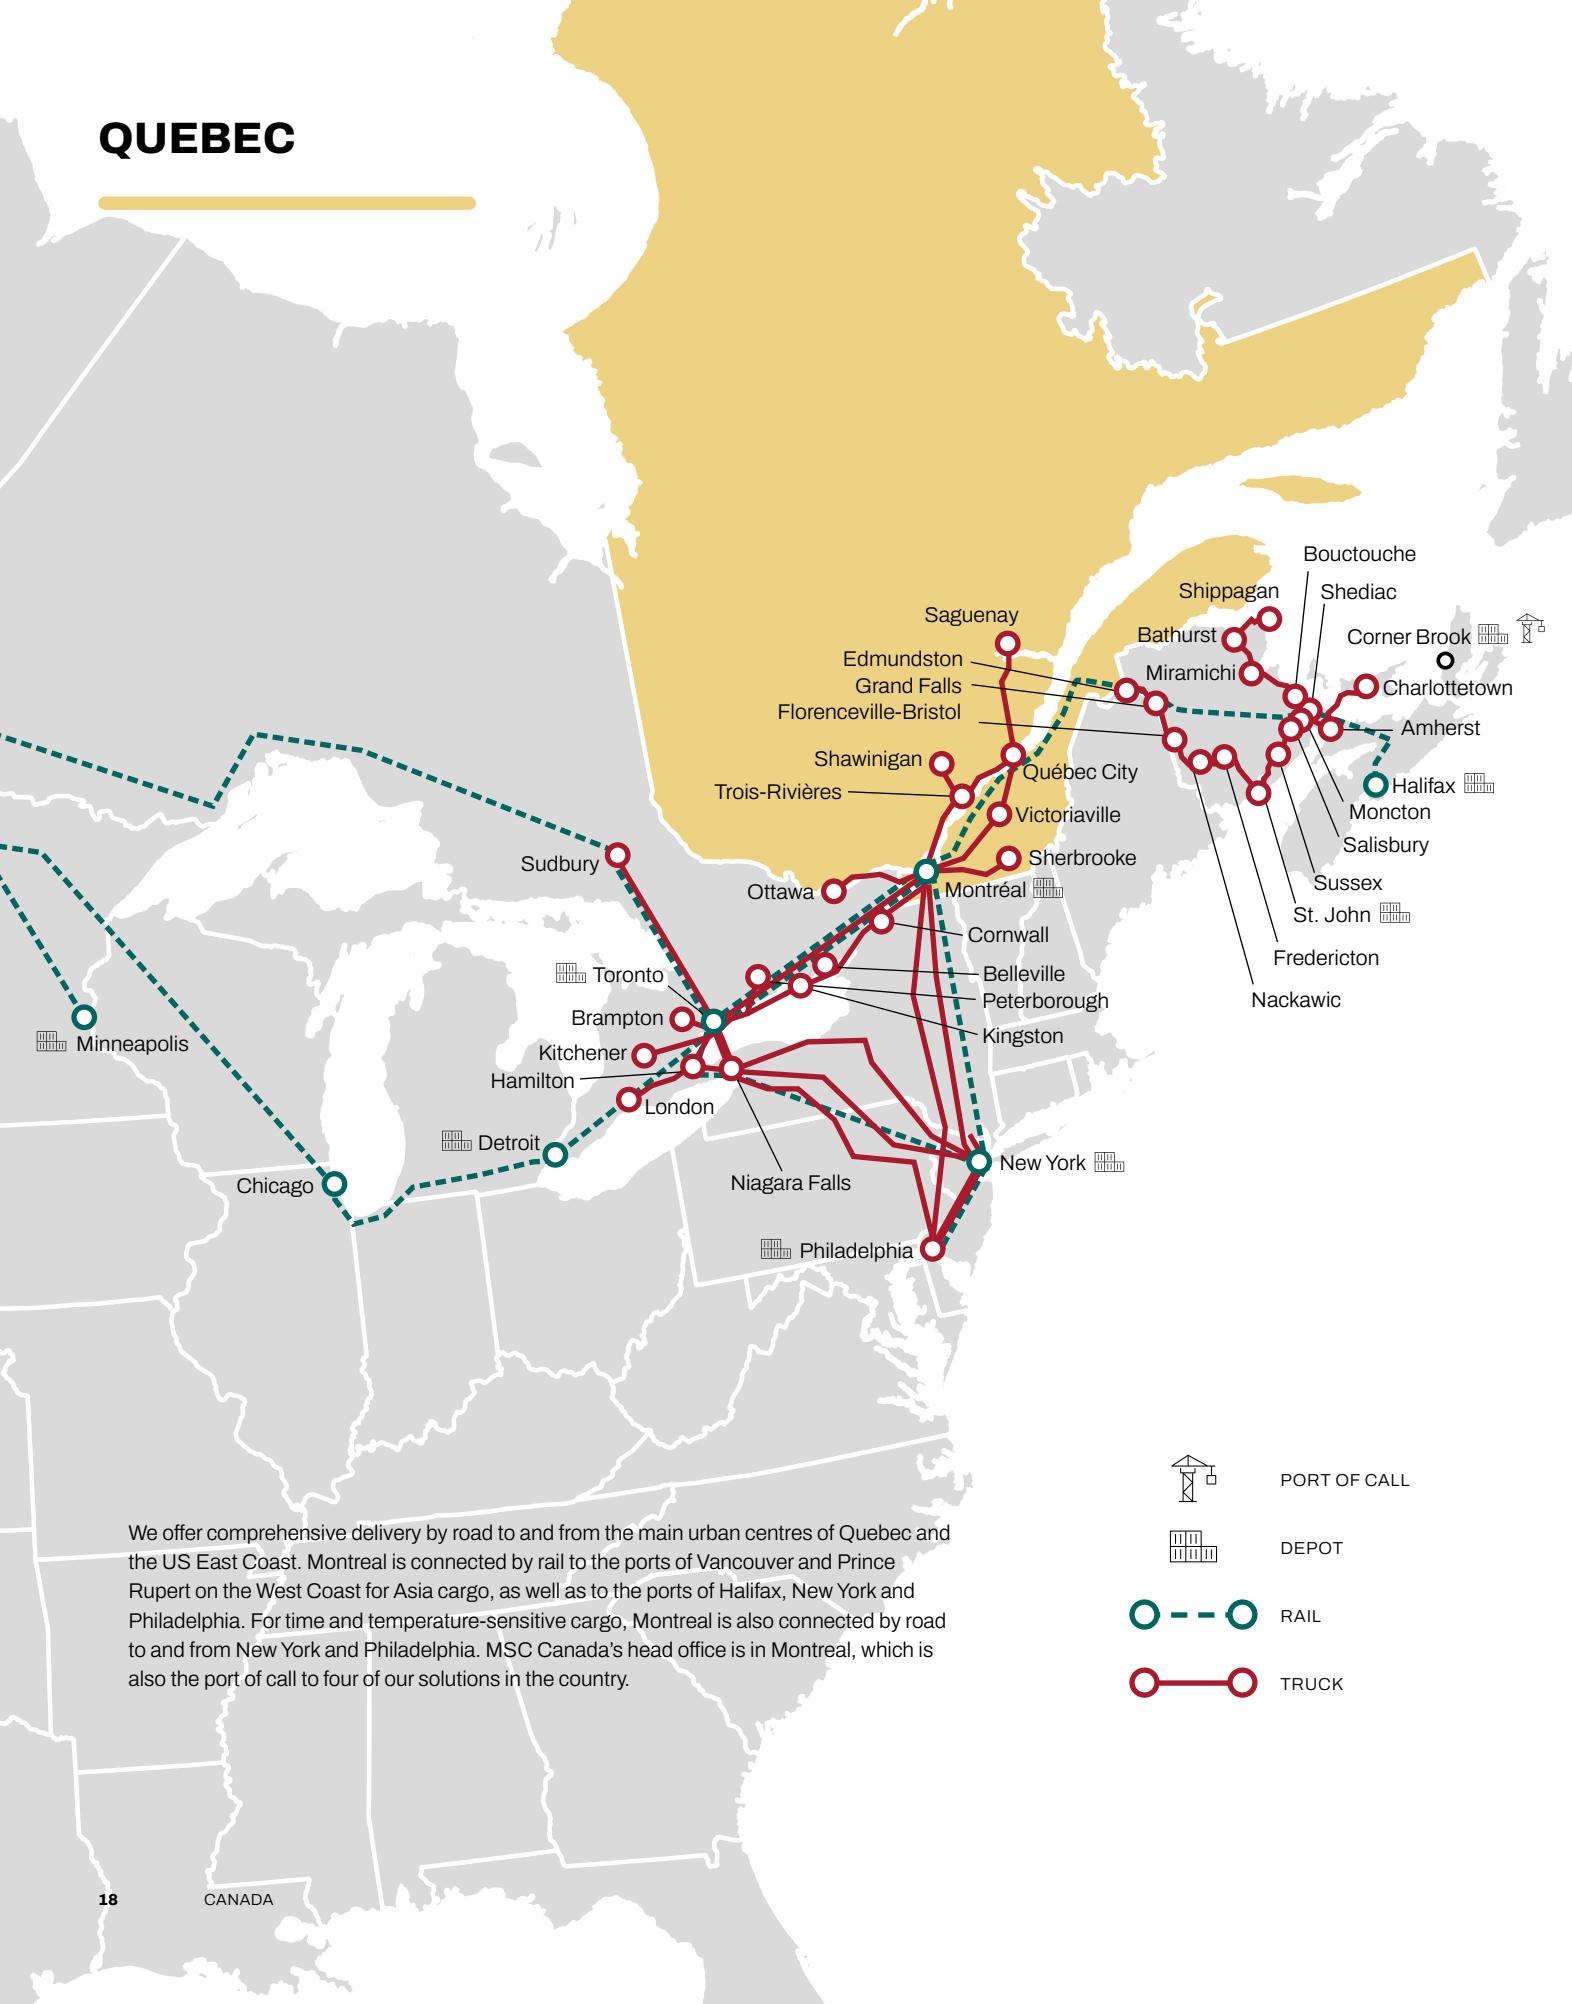 QUEBEC
Bouctouche
Shippagan
Shediac
Saguenay
Bathurst
Corner Brook
Edmundston
Miramichi
Grand Falls
Charlottetown
Florenceville-Bristol
Amherst
Shawinigan
Québec City
Trois-Rivières
Halifax
Moncton
Victoriaville
Salisbury
Sherbrooke
Sudbury
Sussex
Ottawa
Montréal
St. John
Cornwall
Fredericton
Toronto
Belleville
Peterborough
Nackawic
Brampton
Kingston
Minneapolis
Kitchener
Hamilton
London
Detroit
New York
Chicago
Niagara Falls
Philadelphia
PORT OF CALL
DEPOT
RAIL
TRUCK
We offer comprehensive delivery by road to and from the main urban centres of Quebec and
the US East Coast. Montreal is connected by rail to the ports of Vancouver and Prince
Rupert on the West Coast for Asia cargo, as well as to the ports of Halifax, New York and
Philadelphia. For time and temperature-sensitive cargo, Montreal is also connected by road
to and from New York and Philadelphia. MSC Canada's head office is in Montreal, which is
also the port of call to four of our solutions in the country.
18 CANADA